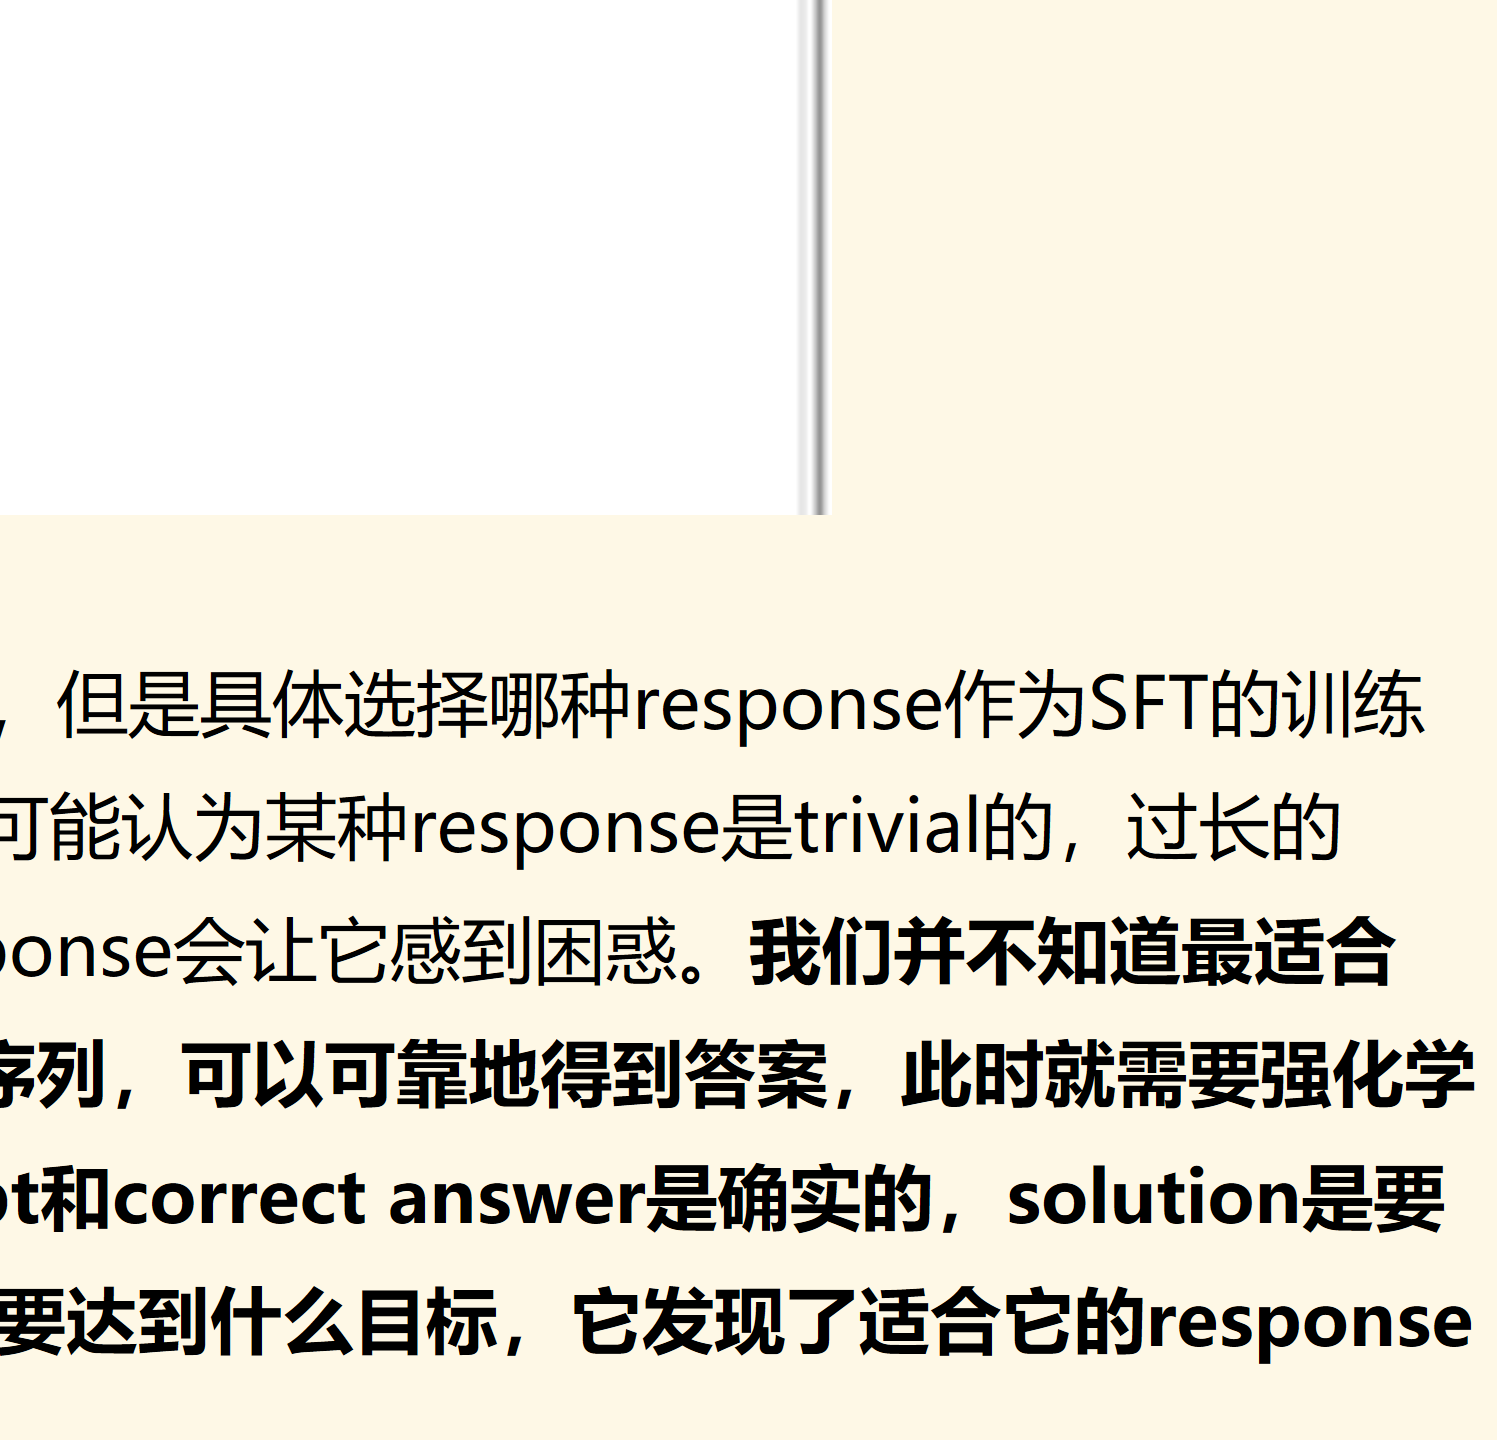 ，但是具体选择哪种response作为SFT的训练
可能认为某种response是trivial的，过长的
ponse会让它感到困惑。我们并不知道最适合
序列，可以可靠地得到答案，此时就需要强化学
pt和correct answer是确实的，solution是要
要达到什么目标，它发现了适合它的response